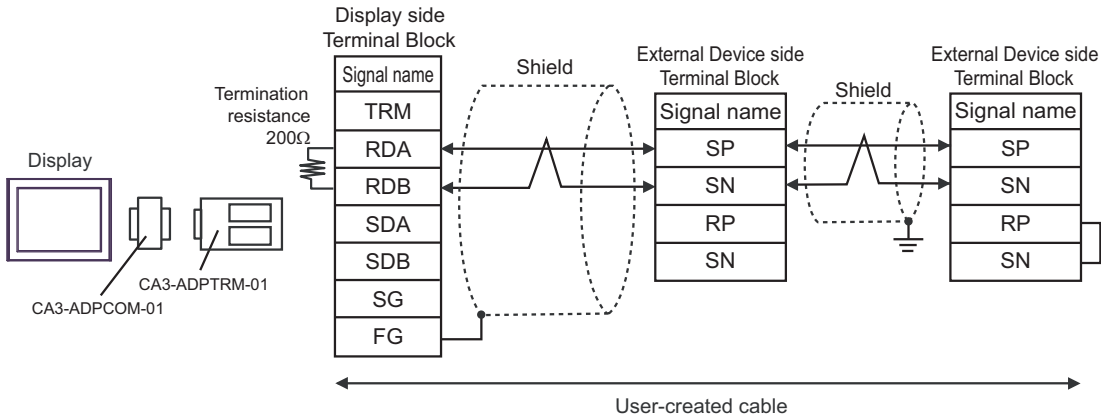 Display side
Terminal Block
Signal name
TRM
RDA
RDB
SDA
SDB
SG
FG
Termination
resistance
200Ω
Display
CA3-ADPTRM-01
CA3-ADPCOM-01
Shield
External Device side
Terminal Block
Signal name
SP
SN
RP
SN
Shield
External Device side
Terminal Block
Signal name
SP
SN
RP
SN
User-created cable